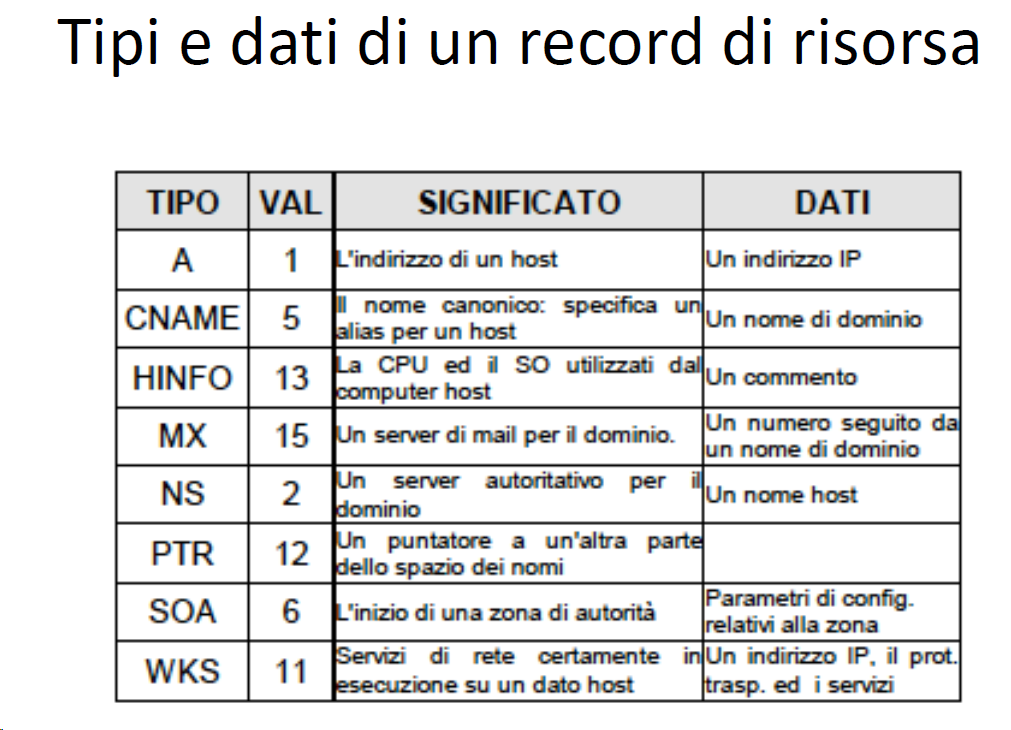 Tipi e dati di un record di risorsa
TIPO VAL SIGNIFICATO DATI
A 1 L'indirizzo di un host Un indirizzo IP
CNAME 5 Il nome canonico: specifica un alias per un host Un nome di dominio
HINFO 13 La CPU ed il SO utilizzati dal computer host Un commento
MX 15 Un server di mail per il dominio. Un numero seguito da un nome di dominio
NS 2 Un server autoritativo per il dominio Un nome host
PTR 12 Un puntatore a un'altra parte dello spazio dei nomi
SOA 6 L'inizio di una zona di autorità Parametri di config. relativi alla zona
WKS 11 Servizi di rete certamente in esecuzione su un dato host Un indirizzo IP, il prot. trasp. ed i servizi